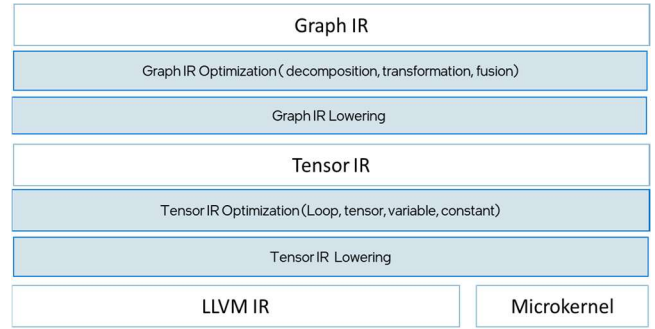 Graph IR
Graph IR Optimization ( decomposition, transformation, fusion)
Graph IR Lowering
Tensor IR
Tensor IR Optimization (Loop, tensor, variable, constant)
Tensor IR Lowering
LLVM IR
Microkernel